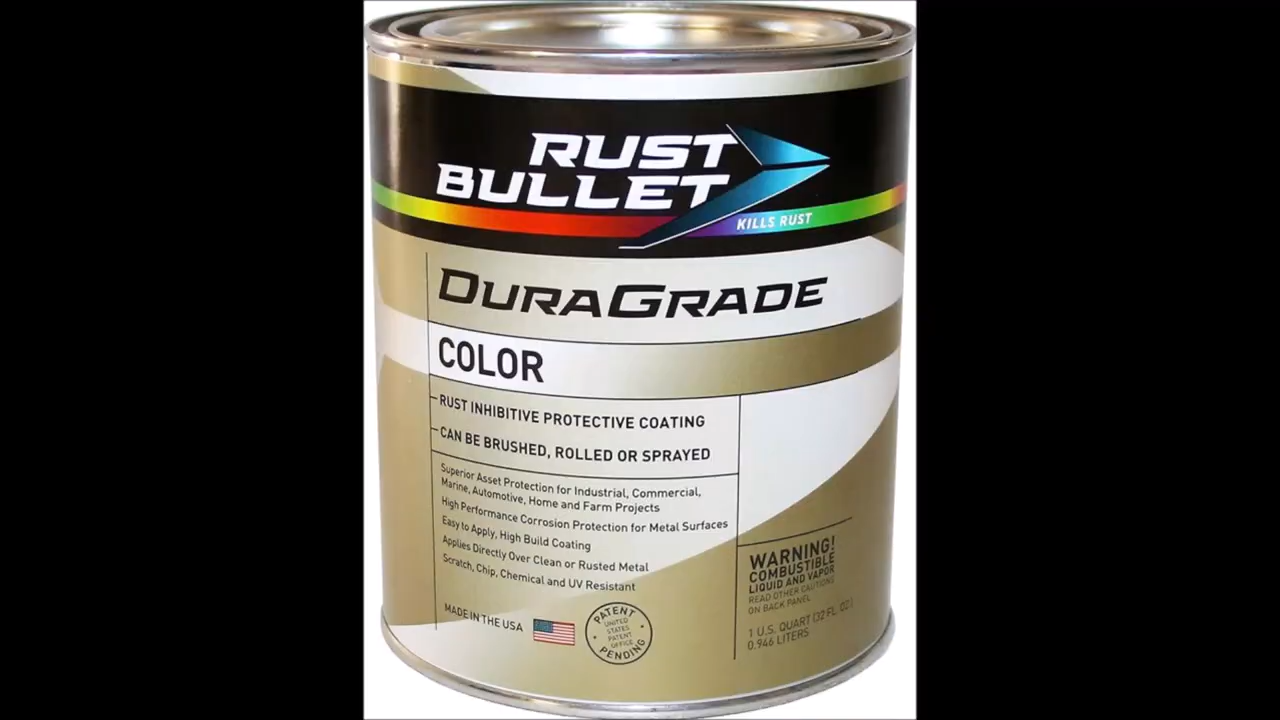 RUST
BULLET
KILLS RUST
DURAGRADE
COLOR
RUST INHIBITIVE PROTECTIVE COATING
CAN BE BRUSHED, ROLLED OR SPRAYED
Superior Asset Protection for Industrial, Commercial,
Marine, Automotive, Home and Farm Projects
High Performance Corrosion Protection for Metal Surfaces
Easy to Apply, High Build Coating
Applies Directly Over Clean or Rusted Metal
Scratch, Chip, Chemical and UV Resistant
MADE IN THE USA
PATENT
UNITED
STATES
PATENT
OFFICE
PENDING
WARNING!
COMBUSTIBLE
LIQUID AND VAPOR
READ OTHER CAUTIONS
ON BACK PANEL
1 U.S. QUART (32 FL. OZ.)
0.946 LITERS